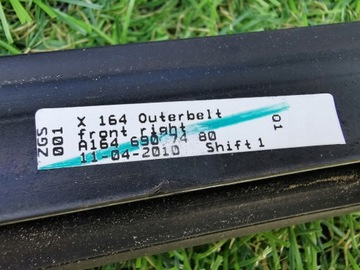 ZGS
001
X 164 Outerbelt
front right
A164 690 74 80
11-04-2010 Shift 1
01